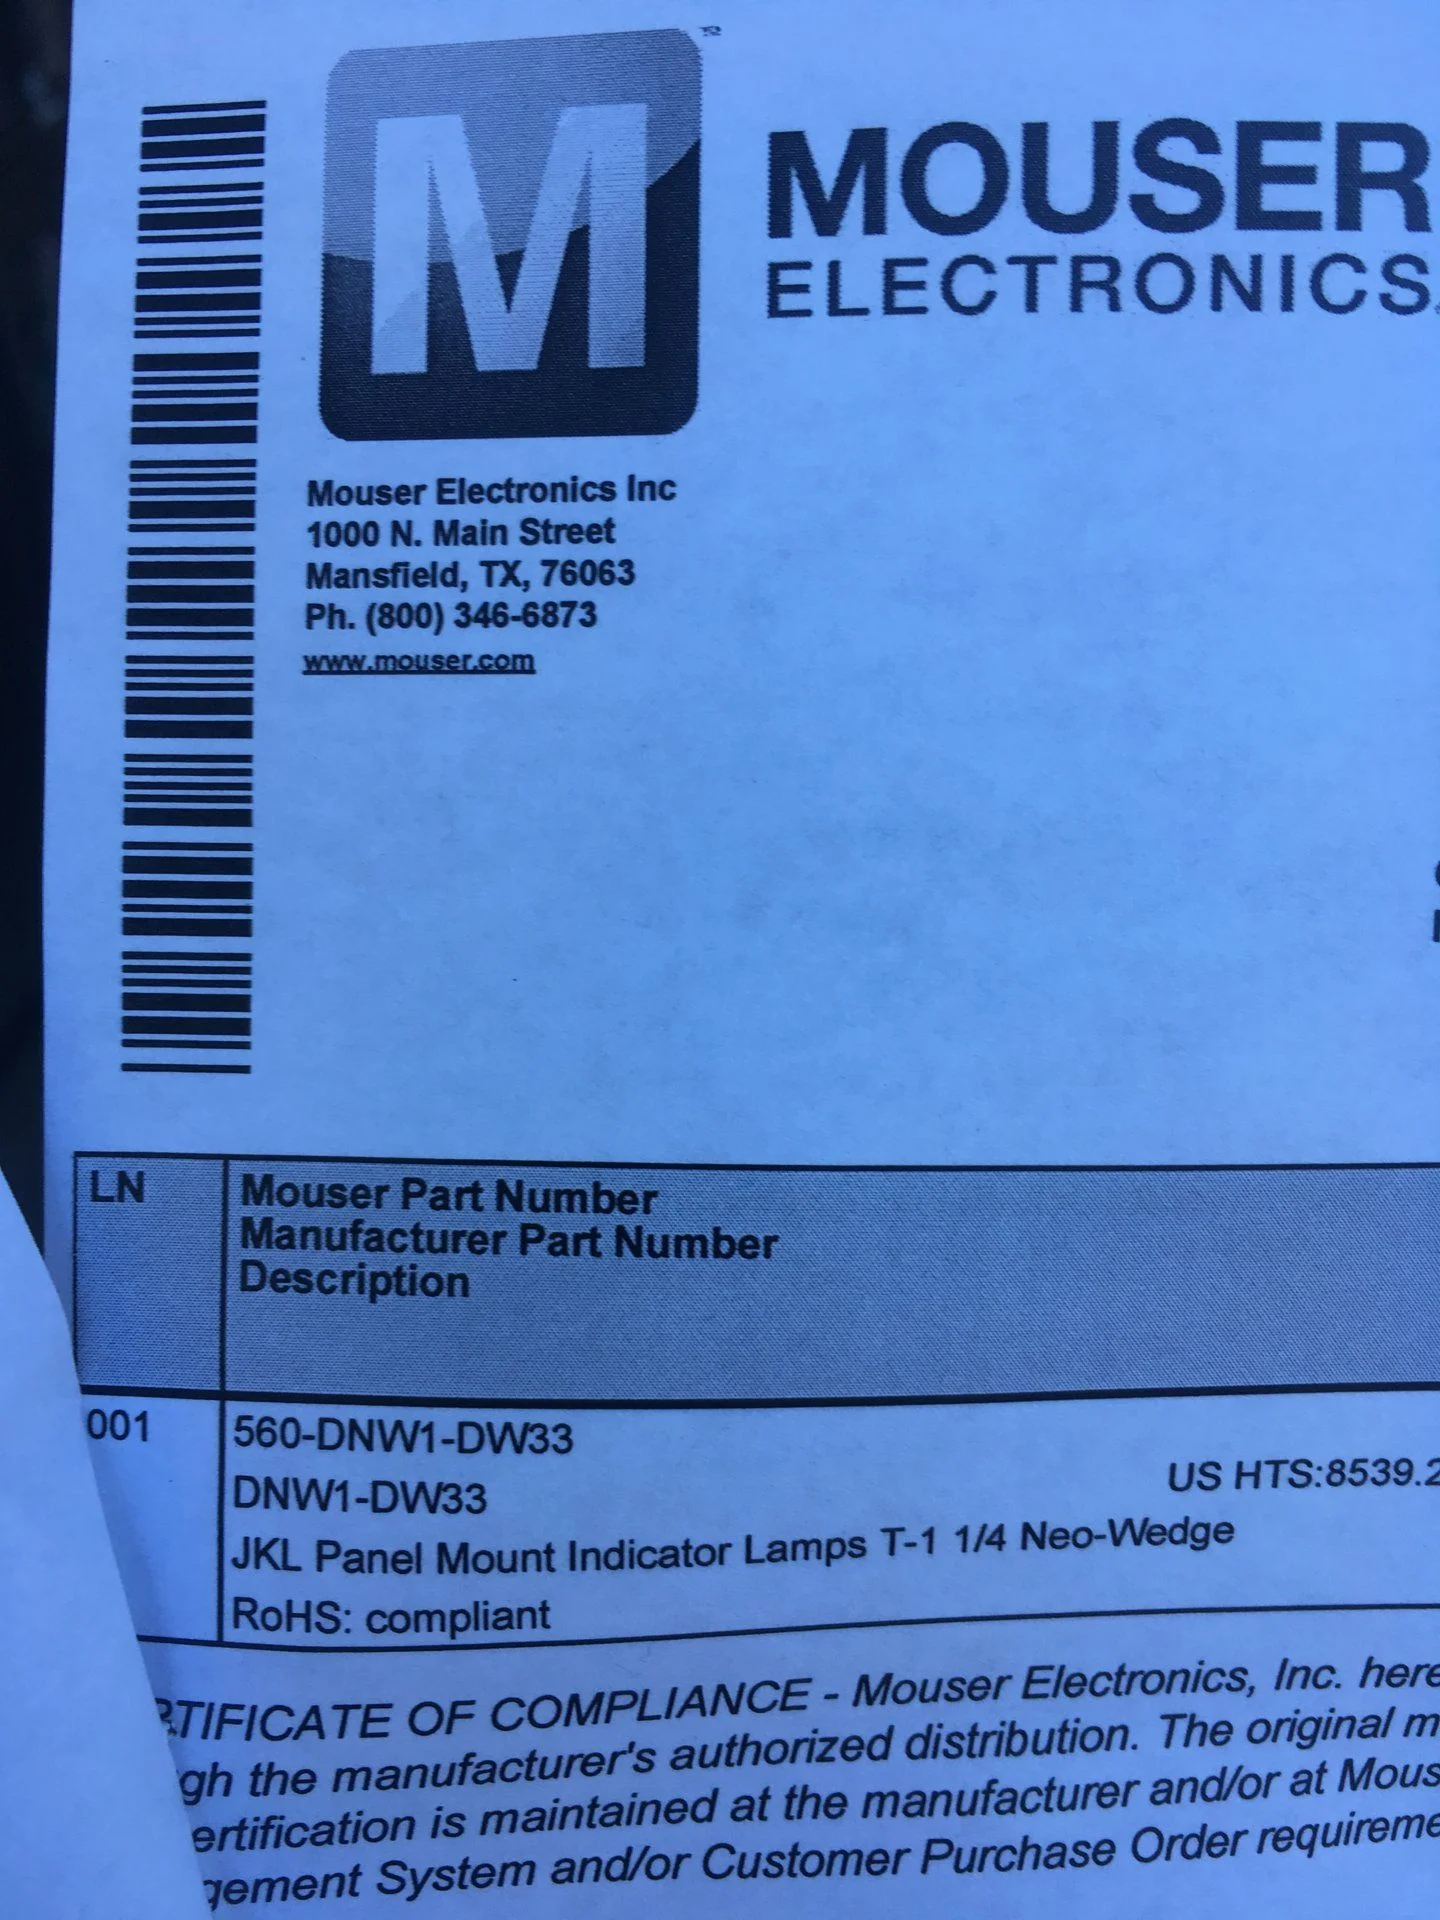 M
MOUSER
ELECTRONICS
Mouser Electronics Inc
1000 N. Main Street
Mansfield, TX, 76063
Ph. (800) 346-6873
www.mouser.com
LN
Mouser Part Number
Manufacturer Part Number
Description
001
560-DNW1-DW33
DNW1-DW33
US HTS:8539.2
JKL Panel Mount Indicator Lamps T-1 1/4 Neo-Wedge
RoHS: compliant
RTIFICATE OF COMPLIANCE - Mouser Electronics, Inc. here
gh the manufacturer's authorized distribution. The original m
ertification is maintained at the manufacturer and/or at Mous
gement System and/or Customer Purchase Order requireme